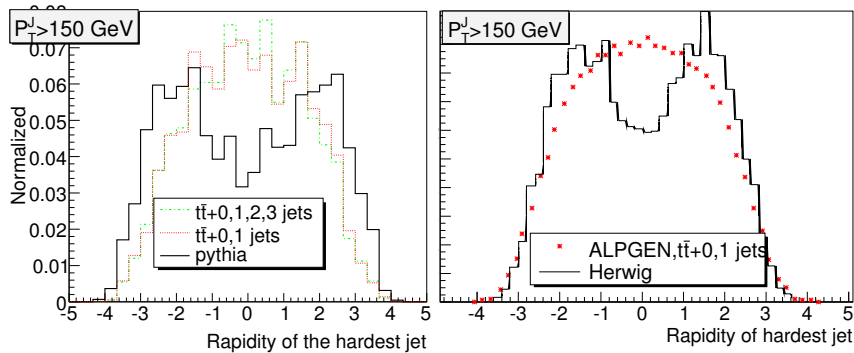 P_T^J>150 GeV
Normalized
0.07
0.06
0.05
0.04
0.03
0.02
0.01
0
tt̄+0,1,2,3 jets
tt̄+0,1 jets
pythia
-5 -4 -3 -2 -1 0 1 2 3 4 5
Rapidity of the hardest jet
P_T^J>150 GeV
ALPGEN,tt̄+0,1 jets
Herwig
-4 -3 -2 -1 0 1 2 3 4 5
Rapidity of hardest jet